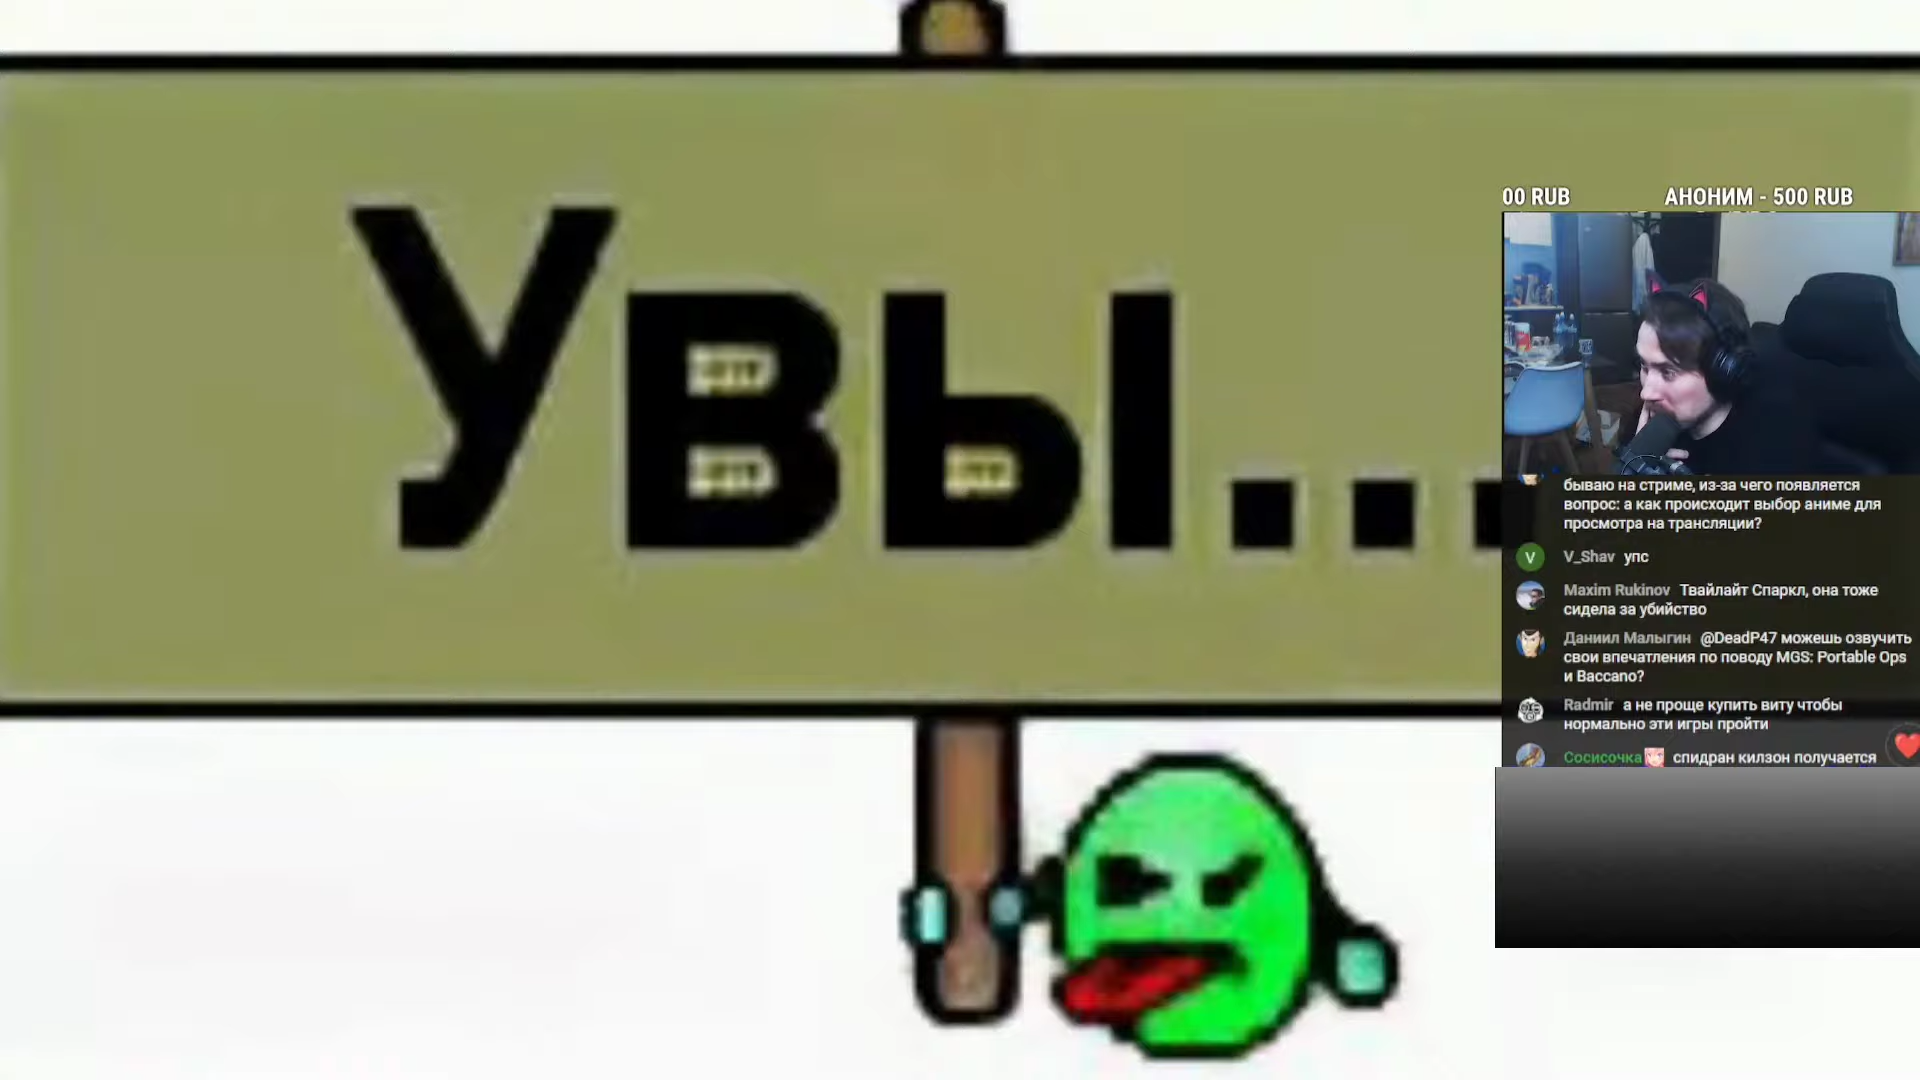 Увы...
00 RUB АНОНИМ - 500 RUB
бываю на стриме, из-за чего появляется
вопрос: а как происходит выбор аниме для
просмотра на трансляции?
V V_Shav упс
Maxim Rukinov Твайлайт Спаркл, она тоже
сидела за убийство
Даниил Малыгин @DeadP47 можешь озвучить
свои впечатления по поводу MGS: Portable Ops
и Baccano?
Radmir а не проще купить виту чтобы
нормально эти игры пройти
Сосисочка спидран килзон получается